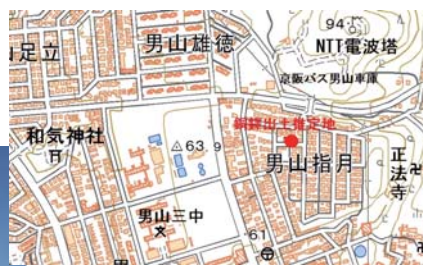 94
男山雄徳
NTT電波塔
山足立
京阪バス男山車庫
銅鐸出土推定地
和気神社
63.9
男山指月
正法寺
男山三中
文
61